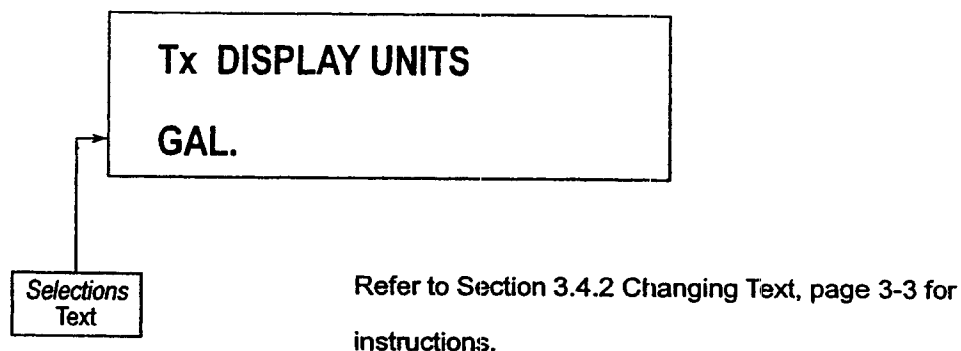 Tx DISPLAY UNITS
GAL.
Selections
Text
Refer to Section 3.4.2 Changing Text, page 3-3 for
instructions.